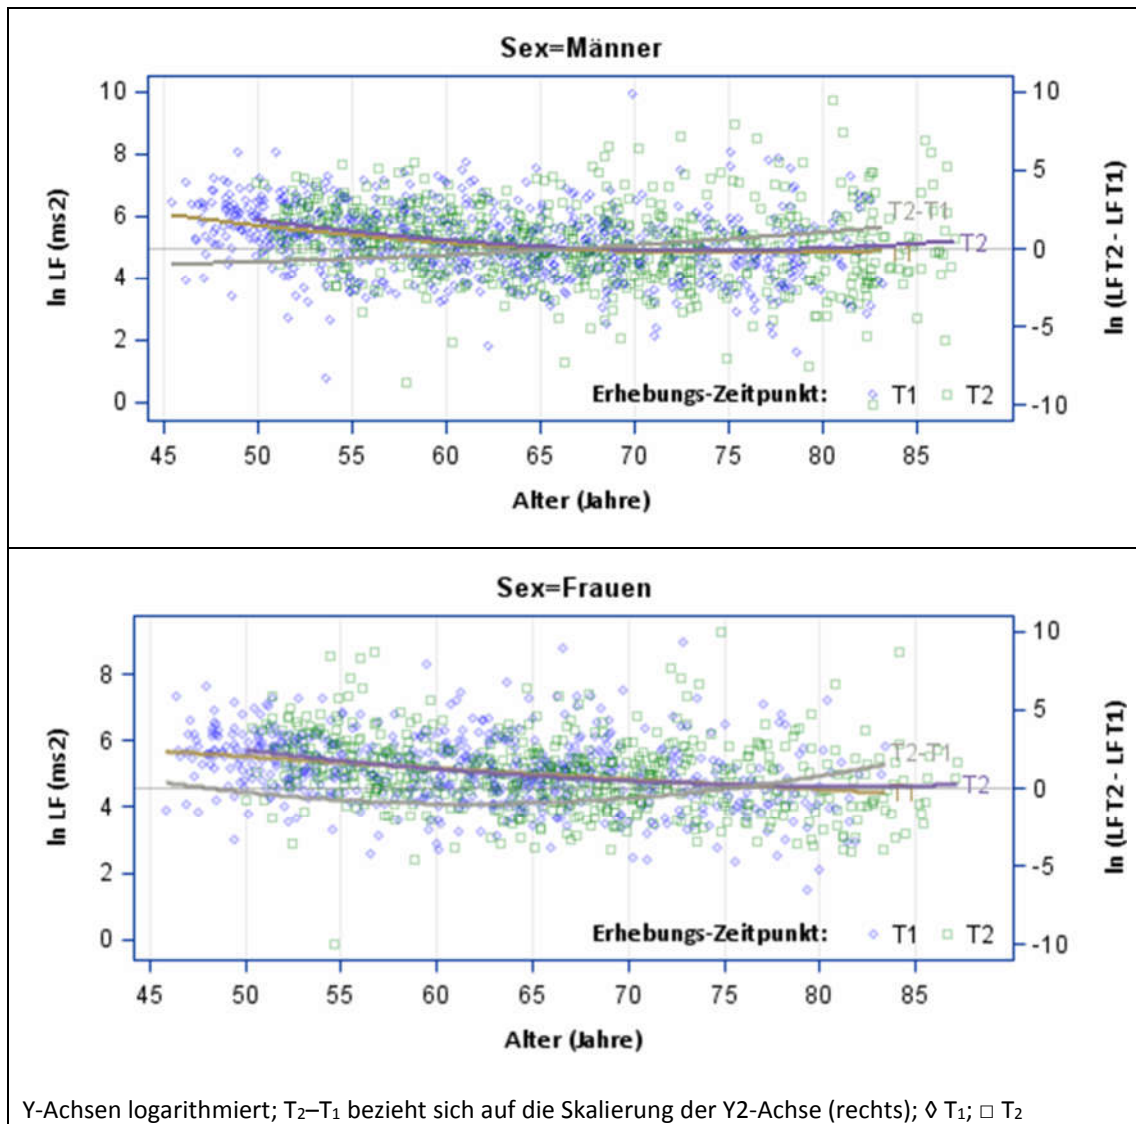 Sex=Männer
10
8
6
4
2
0
ln LF (ms2)
10
5
0
-5
-10
ln (LF T2 - LF T1)
T2-T1
T2
T1
Erhebungs-Zeitpunkt: T1 T2
45 50 55 60 65 70 75 80 85
Alter (Jahre)
Sex=Frauen
8
6
4
2
0
ln LF (ms2)
10
5
0
-5
-10
ln (LF T2 - LF T1)
T2-T1
T2
T1
Erhebungs-Zeitpunkt: T1 T2
45 50 55 60 65 70 75 80 85
Alter (Jahre)
Y-Achsen logarithmiert; T₂–T₁ bezieht sich auf die Skalierung der Y2-Achse (rechts); ◊ T₁; □ T₂